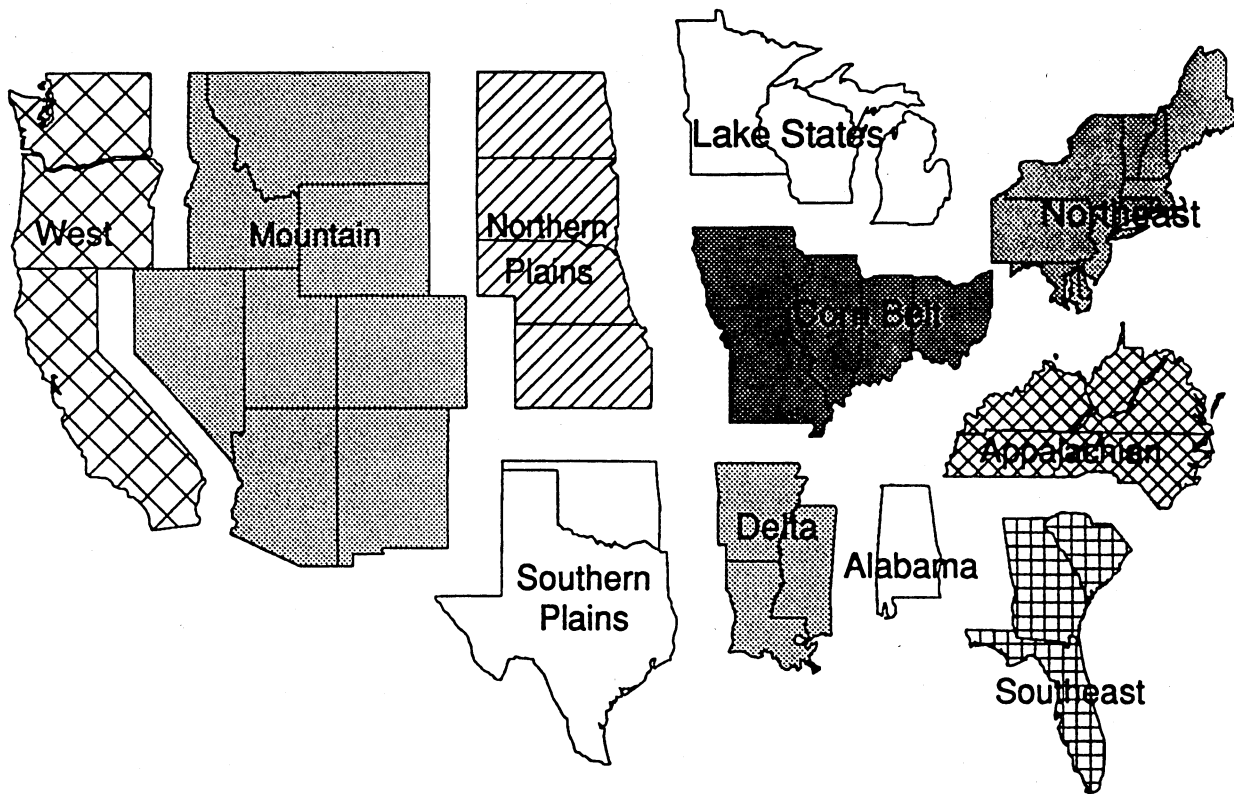 Lake States
West
Mountain
Northern
Plains
Northeast
Corn Belt
Appalachian
Delta
Alabama
Southern
Plains
Southeast